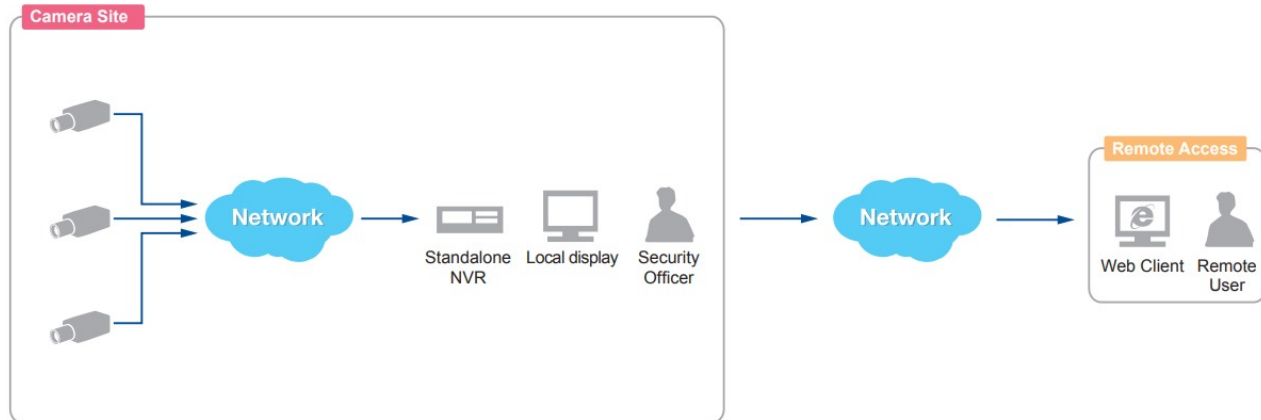 Camera Site
Network
Standalone
NVR
Local display
Security
Officer
Network
Remote Access
Web Client
Remote
User